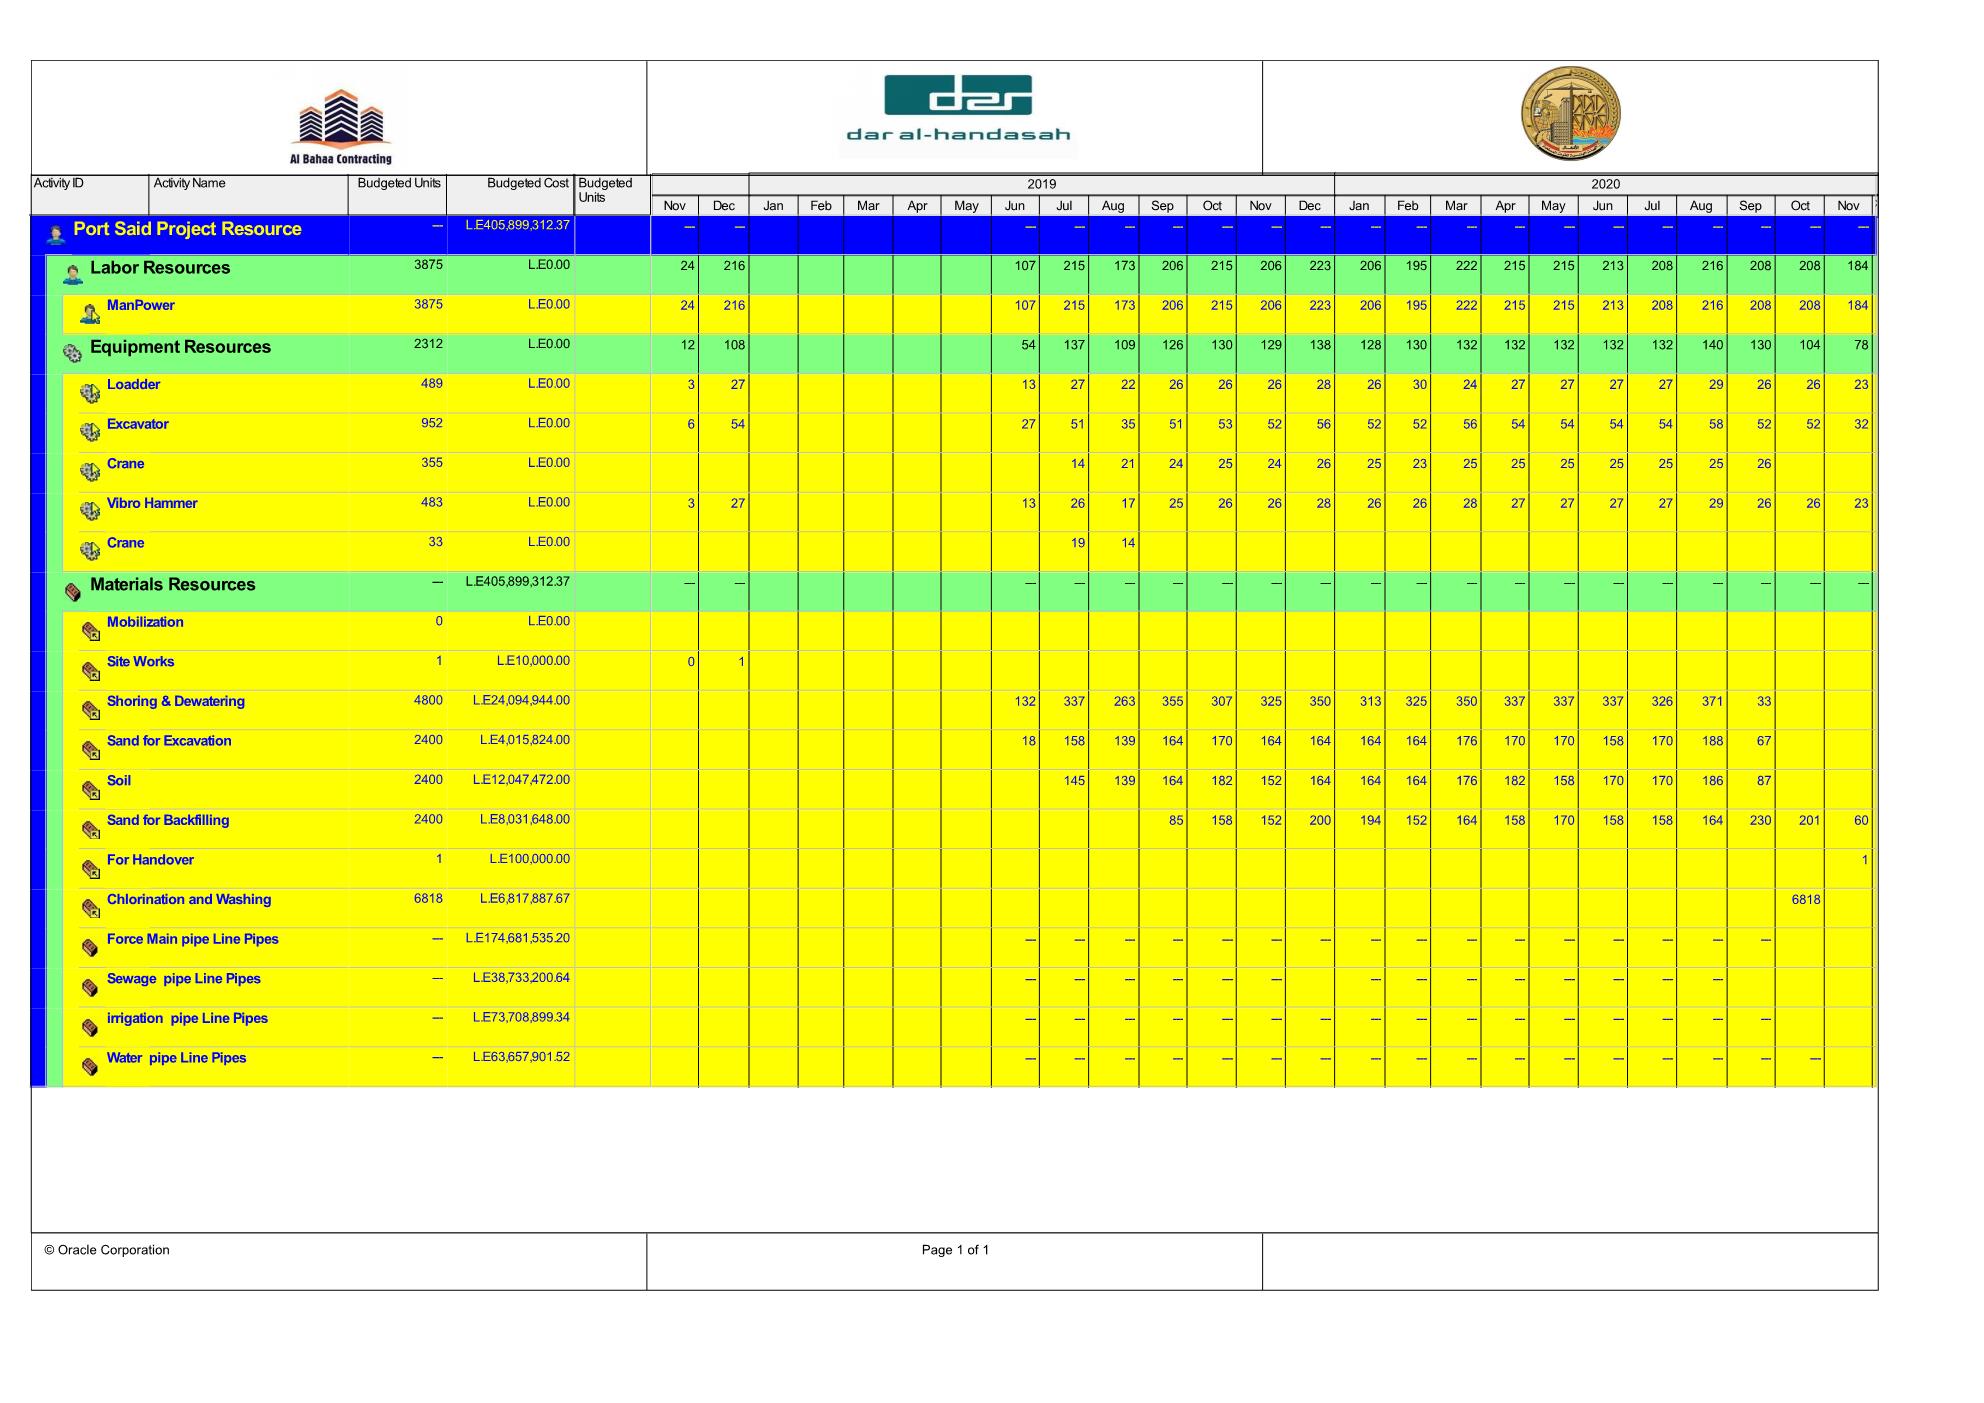 Al Bahaa Contracting
dar
dar al-handasah
Activity ID Activity Name Budgeted Units Budgeted Cost Budgeted Units 2019 2020
Nov Dec Jan Feb Mar Apr May Jun Jul Aug Sep Oct Nov Dec Jan Feb Mar Apr May Jun Jul Aug Sep Oct Nov
Port Said Project Resource --- L.E405,899,312.37 --- --- --- --- --- --- --- --- --- --- --- --- --- --- --- --- --- --- --- ---
Labor Resources 3875 L.E0.00 24 216 107 215 173 206 215 206 223 206 195 222 215 215 213 208 216 208 208 184
ManPower 3875 L.E0.00 24 216 107 215 173 206 215 206 223 206 195 222 215 215 213 208 216 208 208 184
Equipment Resources 2312 L.E0.00 12 108 54 137 109 126 130 129 138 128 130 132 132 132 132 132 140 130 104 78
Loadder 489 L.E0.00 3 27 13 27 22 26 26 26 28 26 30 24 27 27 27 27 29 26 26 23
Excavator 952 L.E0.00 6 54 27 51 35 51 53 52 56 52 52 56 54 54 54 54 58 52 52 32
Crane 355 L.E0.00 14 21 24 25 24 26 25 23 25 25 25 25 25 25 26
Vibro Hammer 483 L.E0.00 3 27 13 26 17 25 26 26 28 26 26 28 27 27 27 27 29 26 26 23
Crane 33 L.E0.00 19 14
Materials Resources --- L.E405,899,312.37 --- --- --- --- --- --- --- --- --- --- --- --- --- --- --- --- --- --- --- ---
Mobilization 0 L.E0.00
Site Works 1 L.E10,000.00 0 1
Shoring & Dewatering 4800 L.E24,094,944.00 132 337 263 355 307 325 350 313 325 350 337 337 337 326 371 33
Sand for Excavation 2400 L.E4,015,824.00 18 158 139 164 170 164 164 164 164 176 170 170 158 170 188 67
Soil 2400 L.E12,047,472.00 145 139 164 182 152 164 164 164 176 182 158 170 170 186 87
Sand for Backfilling 2400 L.E8,031,648.00 85 158 152 200 194 152 164 158 170 158 158 164 230 201 60
For Handover 1 L.E100,000.00 1
Chlorination and Washing 6818 L.E6,817,887.67 6818
Force Main pipe Line Pipes --- L.E174,681,535.20 --- --- --- --- --- --- --- --- --- --- --- --- --- --- --- ---
Sewage pipe Line Pipes --- L.E38,733,200.64 --- --- --- --- --- --- --- --- --- --- --- --- --- --- ---
irrigation pipe Line Pipes --- L.E73,708,899.34 --- --- --- --- --- --- --- --- --- --- --- --- --- --- --- ---
Water pipe Line Pipes --- L.E63,657,901.52 --- --- --- --- --- --- --- --- --- --- --- --- --- --- --- --- ---
© Oracle Corporation Page 1 of 1